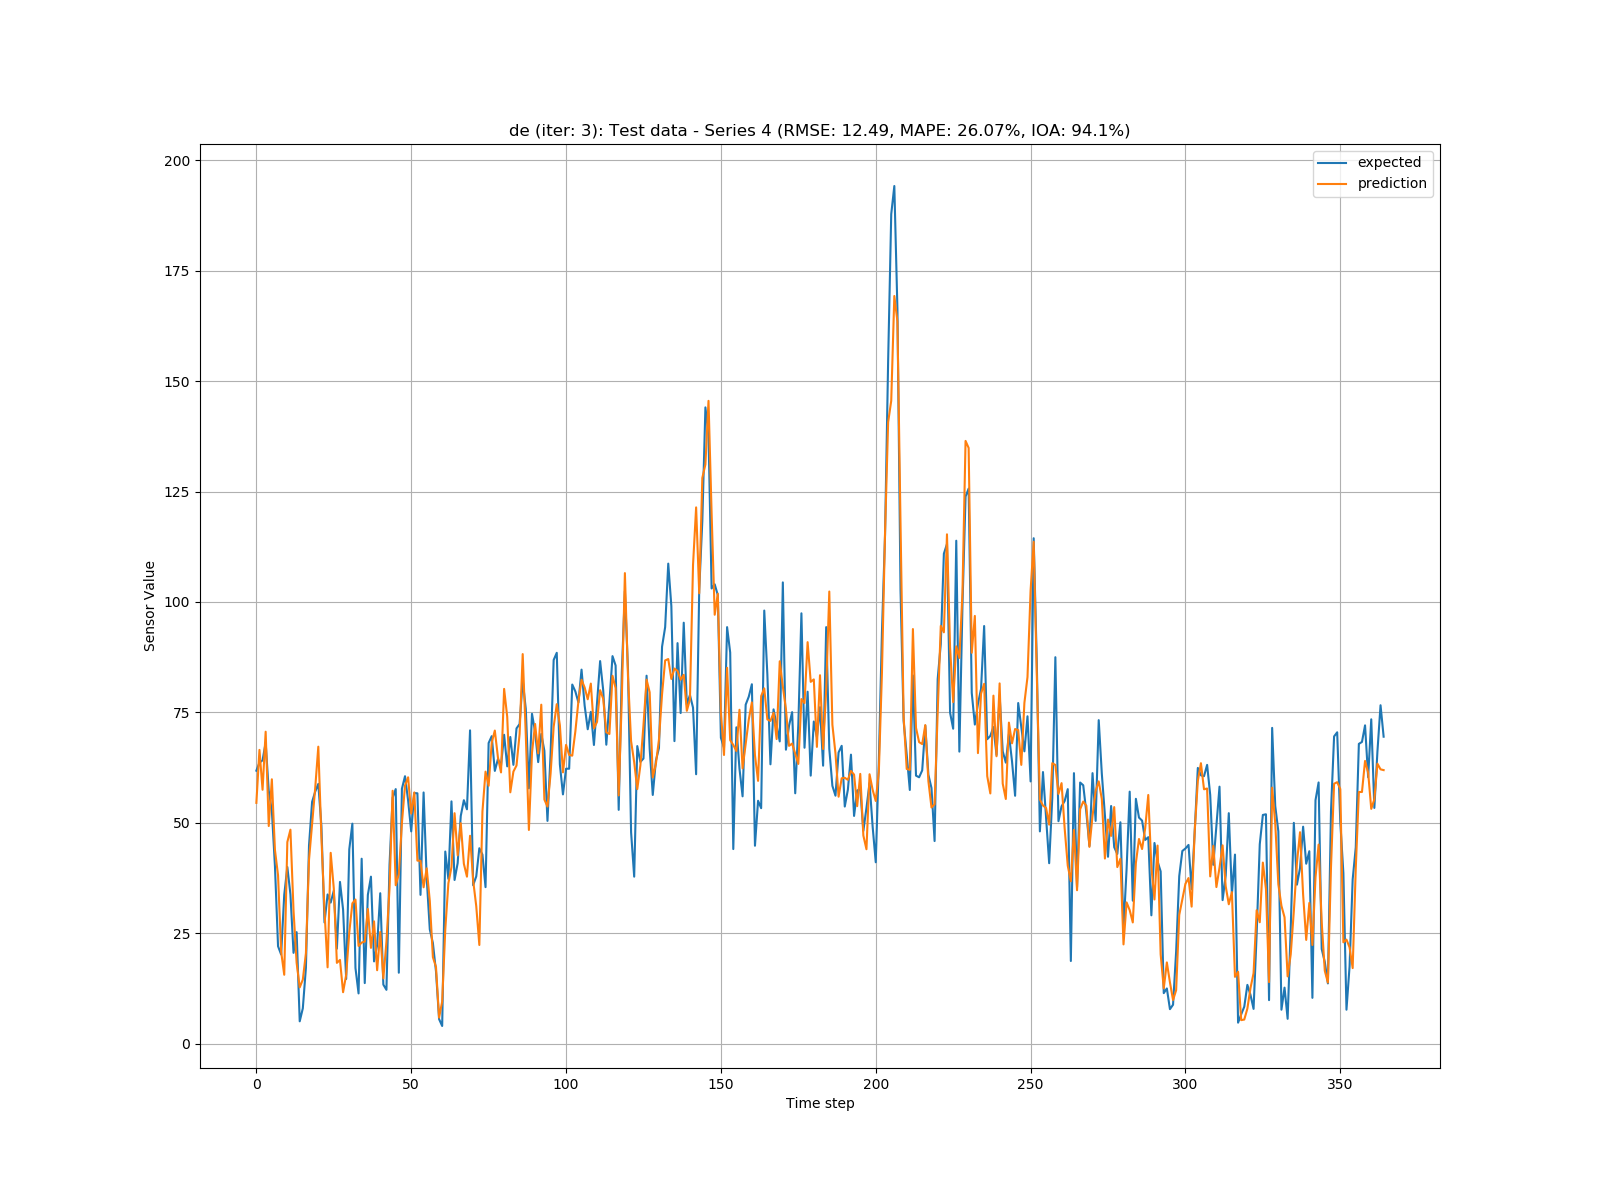 de (iter: 3): Test data - Series 4 (RMSE: 12.49, MAPE: 26.07%, IOA: 94.1%)
expected
prediction
200
175
150
125
100
75
50
25
0
Sensor Value
0 50 100 150 200 250 300 350
Time step